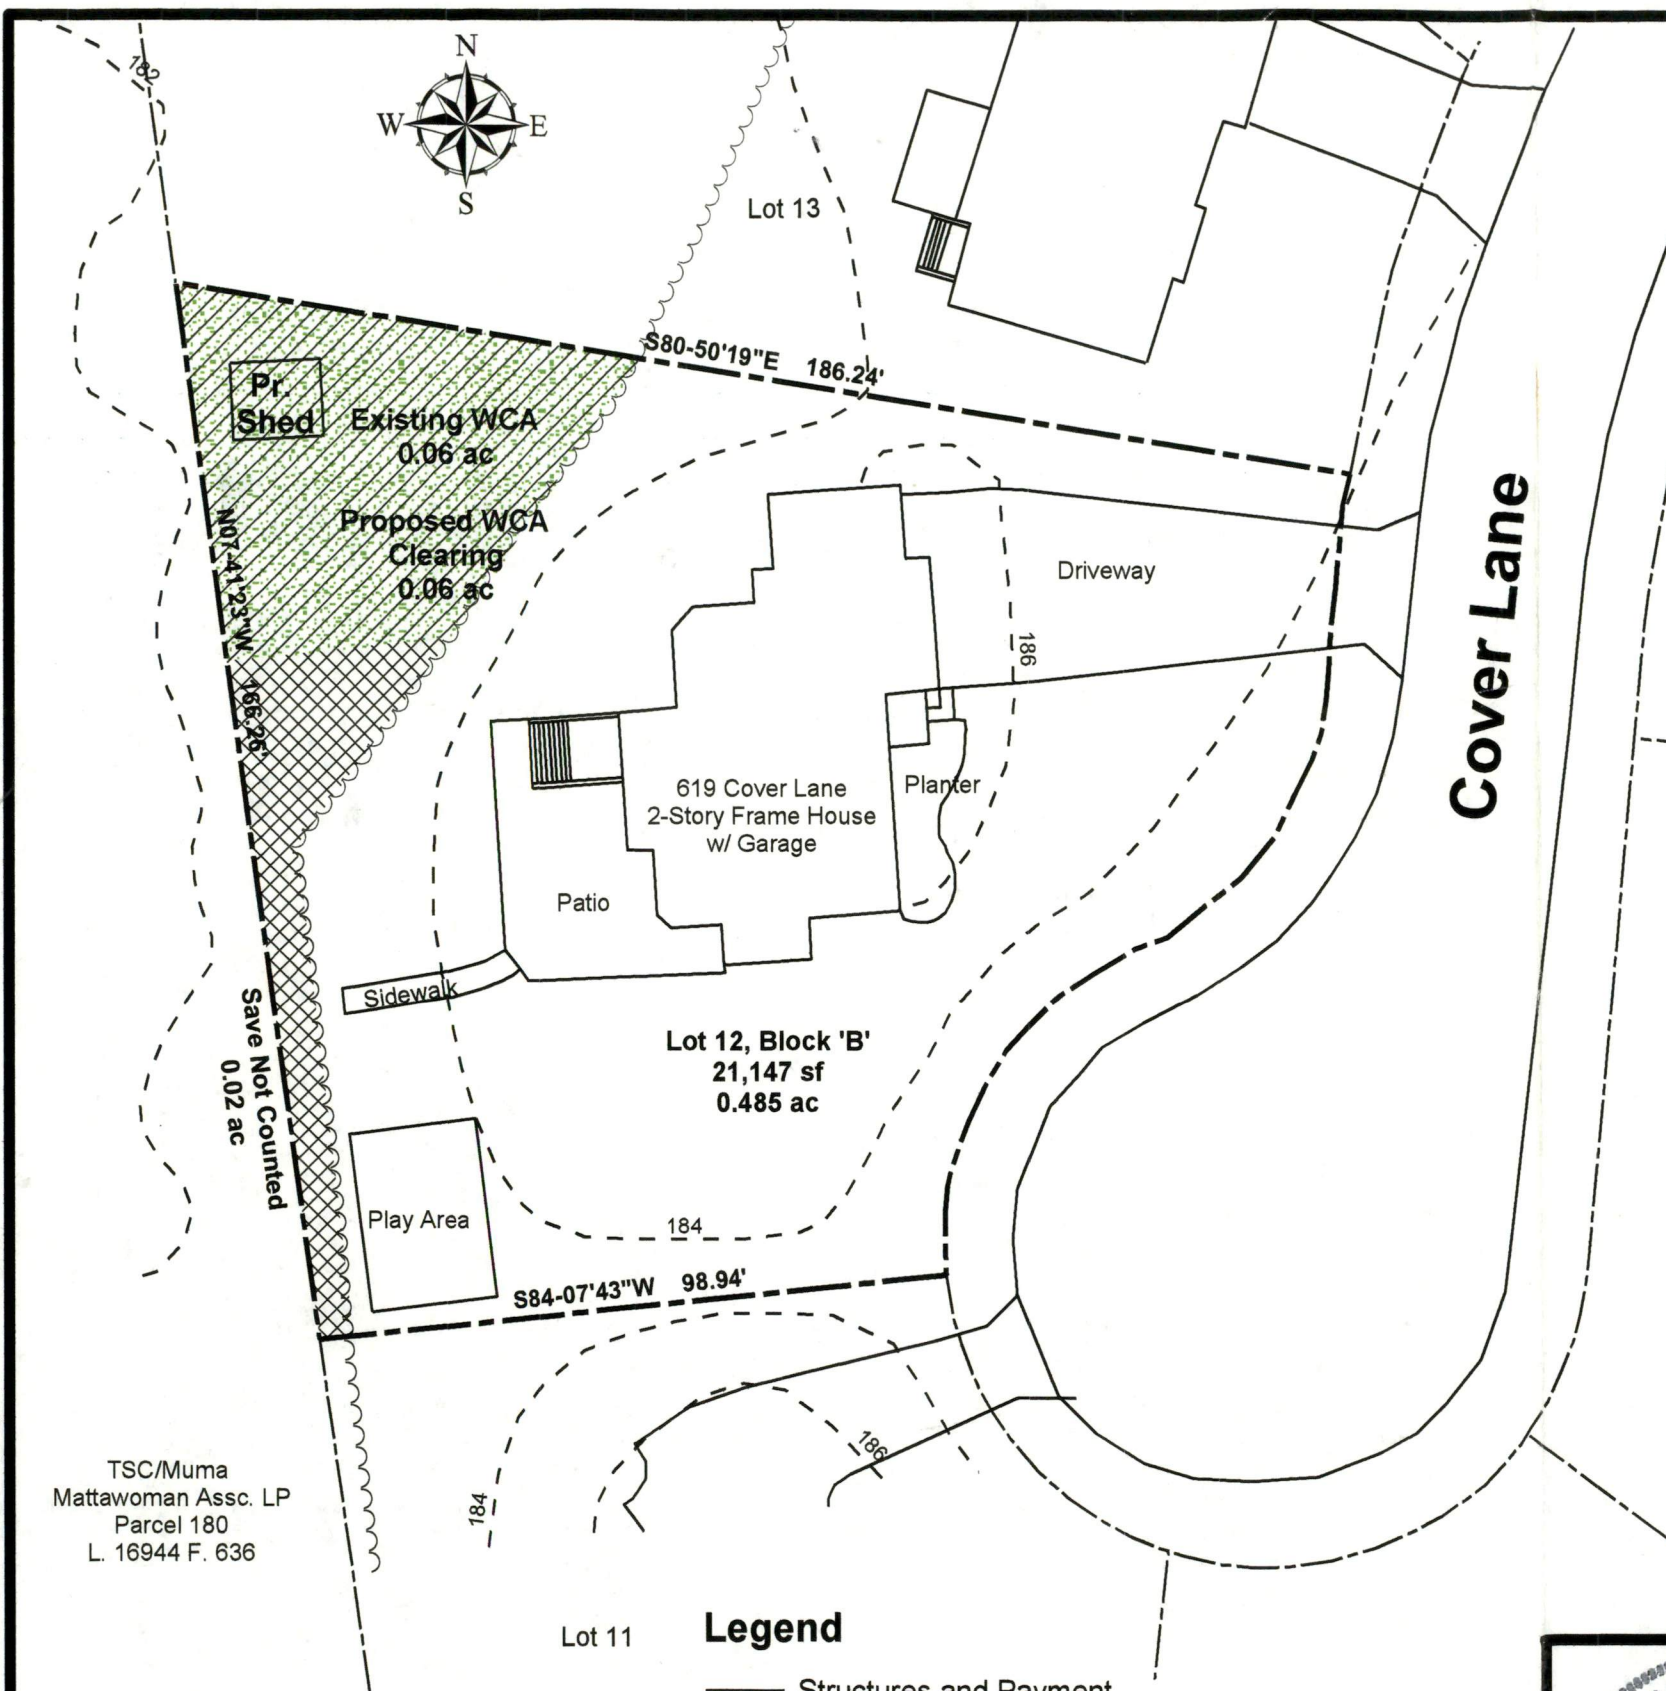 182
N
W E
S
Lot 13
S80-50'19"E 186.24'
Pr.
Shed
Existing WCA
0.06 ac
Proposed WCA
Clearing
0.06 ac
N07-41'23"W 166.26'
Driveway
186
Cover Lane
619 Cover Lane
2-Story Frame House
w/ Garage
Planter
Patio
Sidewalk
Save Not Counted
0.02 ac
Lot 12, Block 'B'
21,147 sf
0.485 ac
Play Area
184
S84-07'43"W 98.94'
186
184
TSC/Muma
Mattawoman Assc. LP
Parcel 180
L. 16944 F. 636
Lot 11
Legend
Structures and Payment